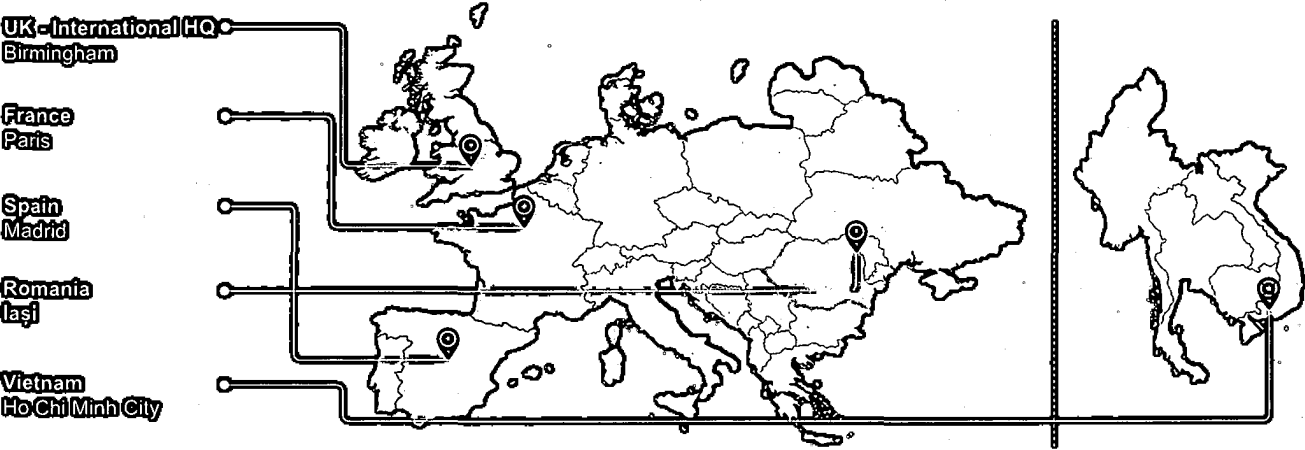 UK - International HQ
Birmingham
France
Paris
Spain
Madrid
Romania
Iași
Vietnam
Ho Chi Minh City